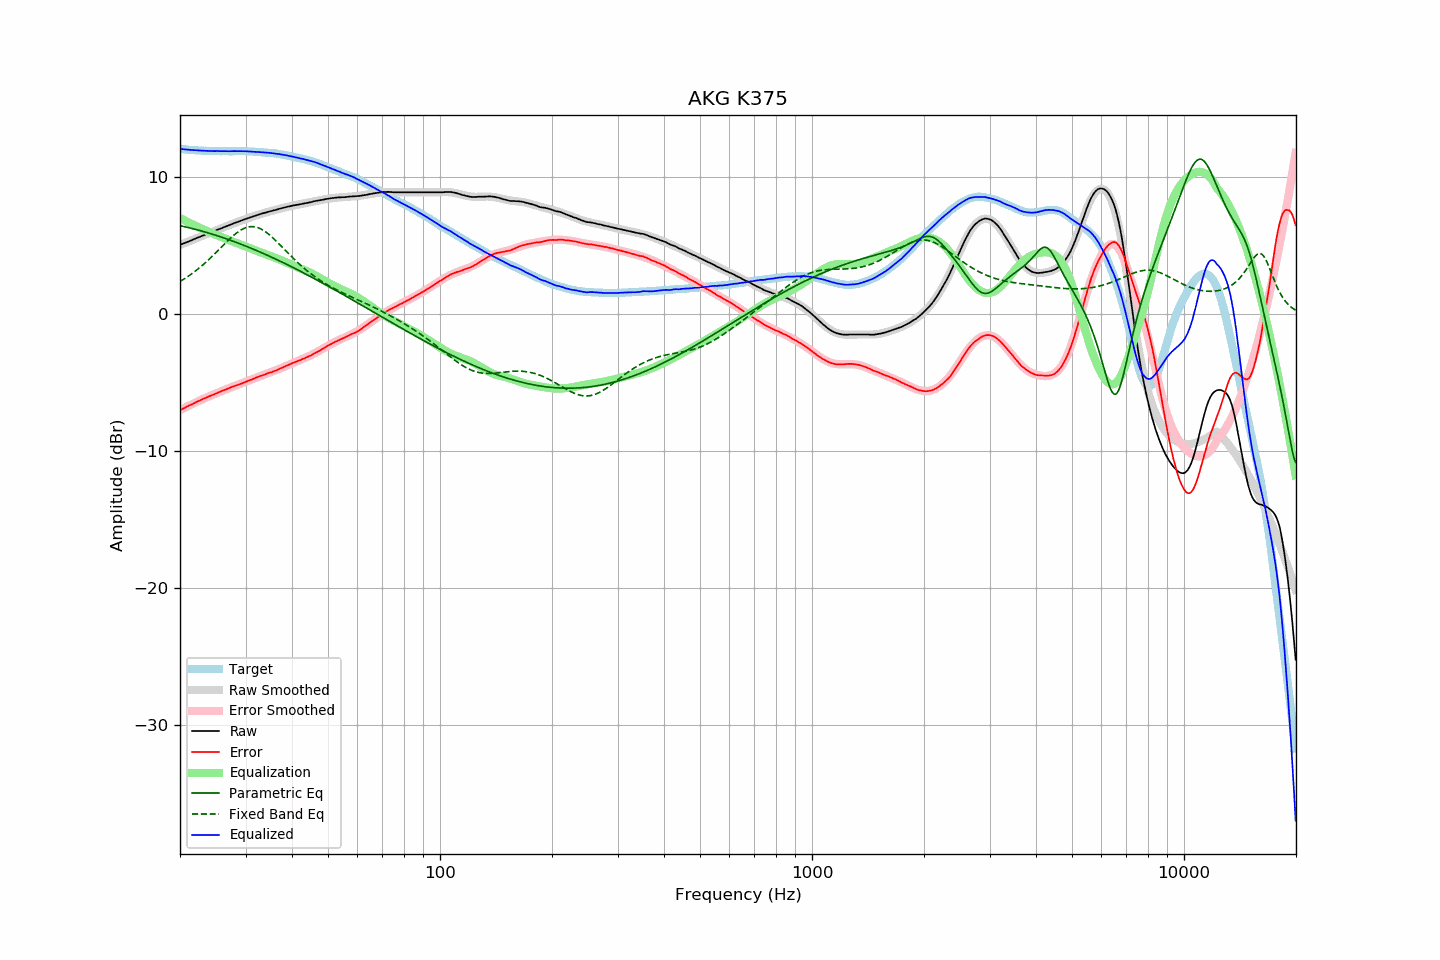 AKG K375
10
0
−10
−20
−30
Amplitude (dBr)
Target
Raw Smoothed
Error Smoothed
Raw
Error
Equalization
Parametric Eq
Fixed Band Eq
Equalized
100
1000
10000
Frequency (Hz)